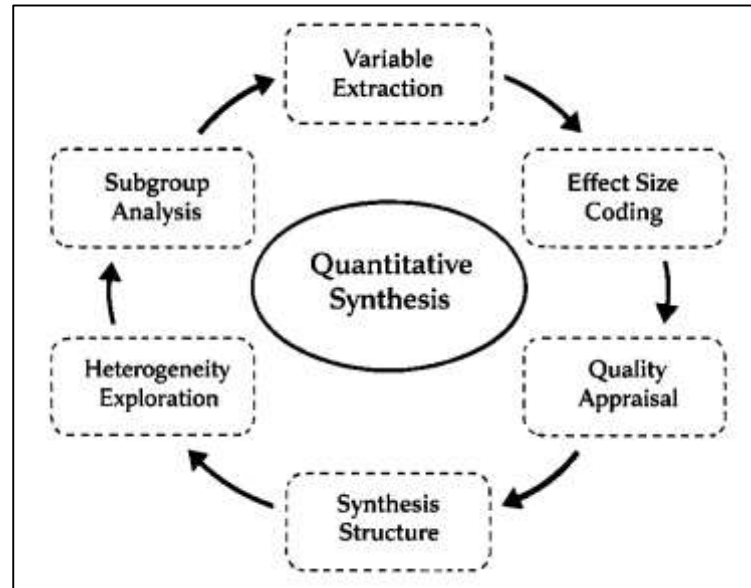 Variable
Extraction
Effect Size
Coding
Quality
Appraisal
Synthesis
Structure
Heterogeneity
Exploration
Subgroup
Analysis
Quantitative
Synthesis